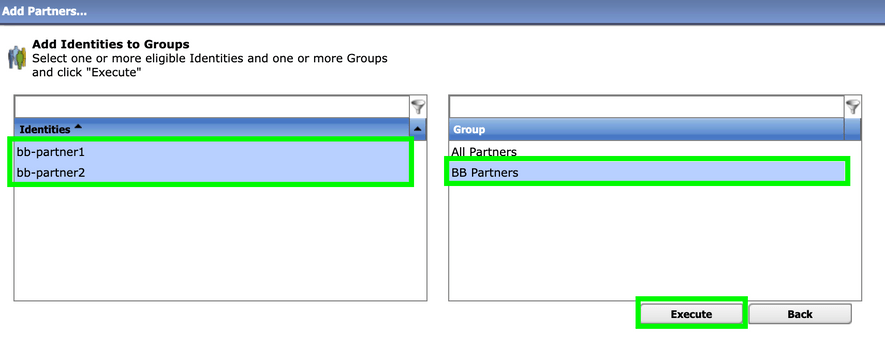 Add Partners...
Add Identities to Groups
Select one or more eligible Identities and one or more Groups
and click "Execute"
Identities
Group
bb-partner1
bb-partner2
All Partners
BB Partners
Execute
Back